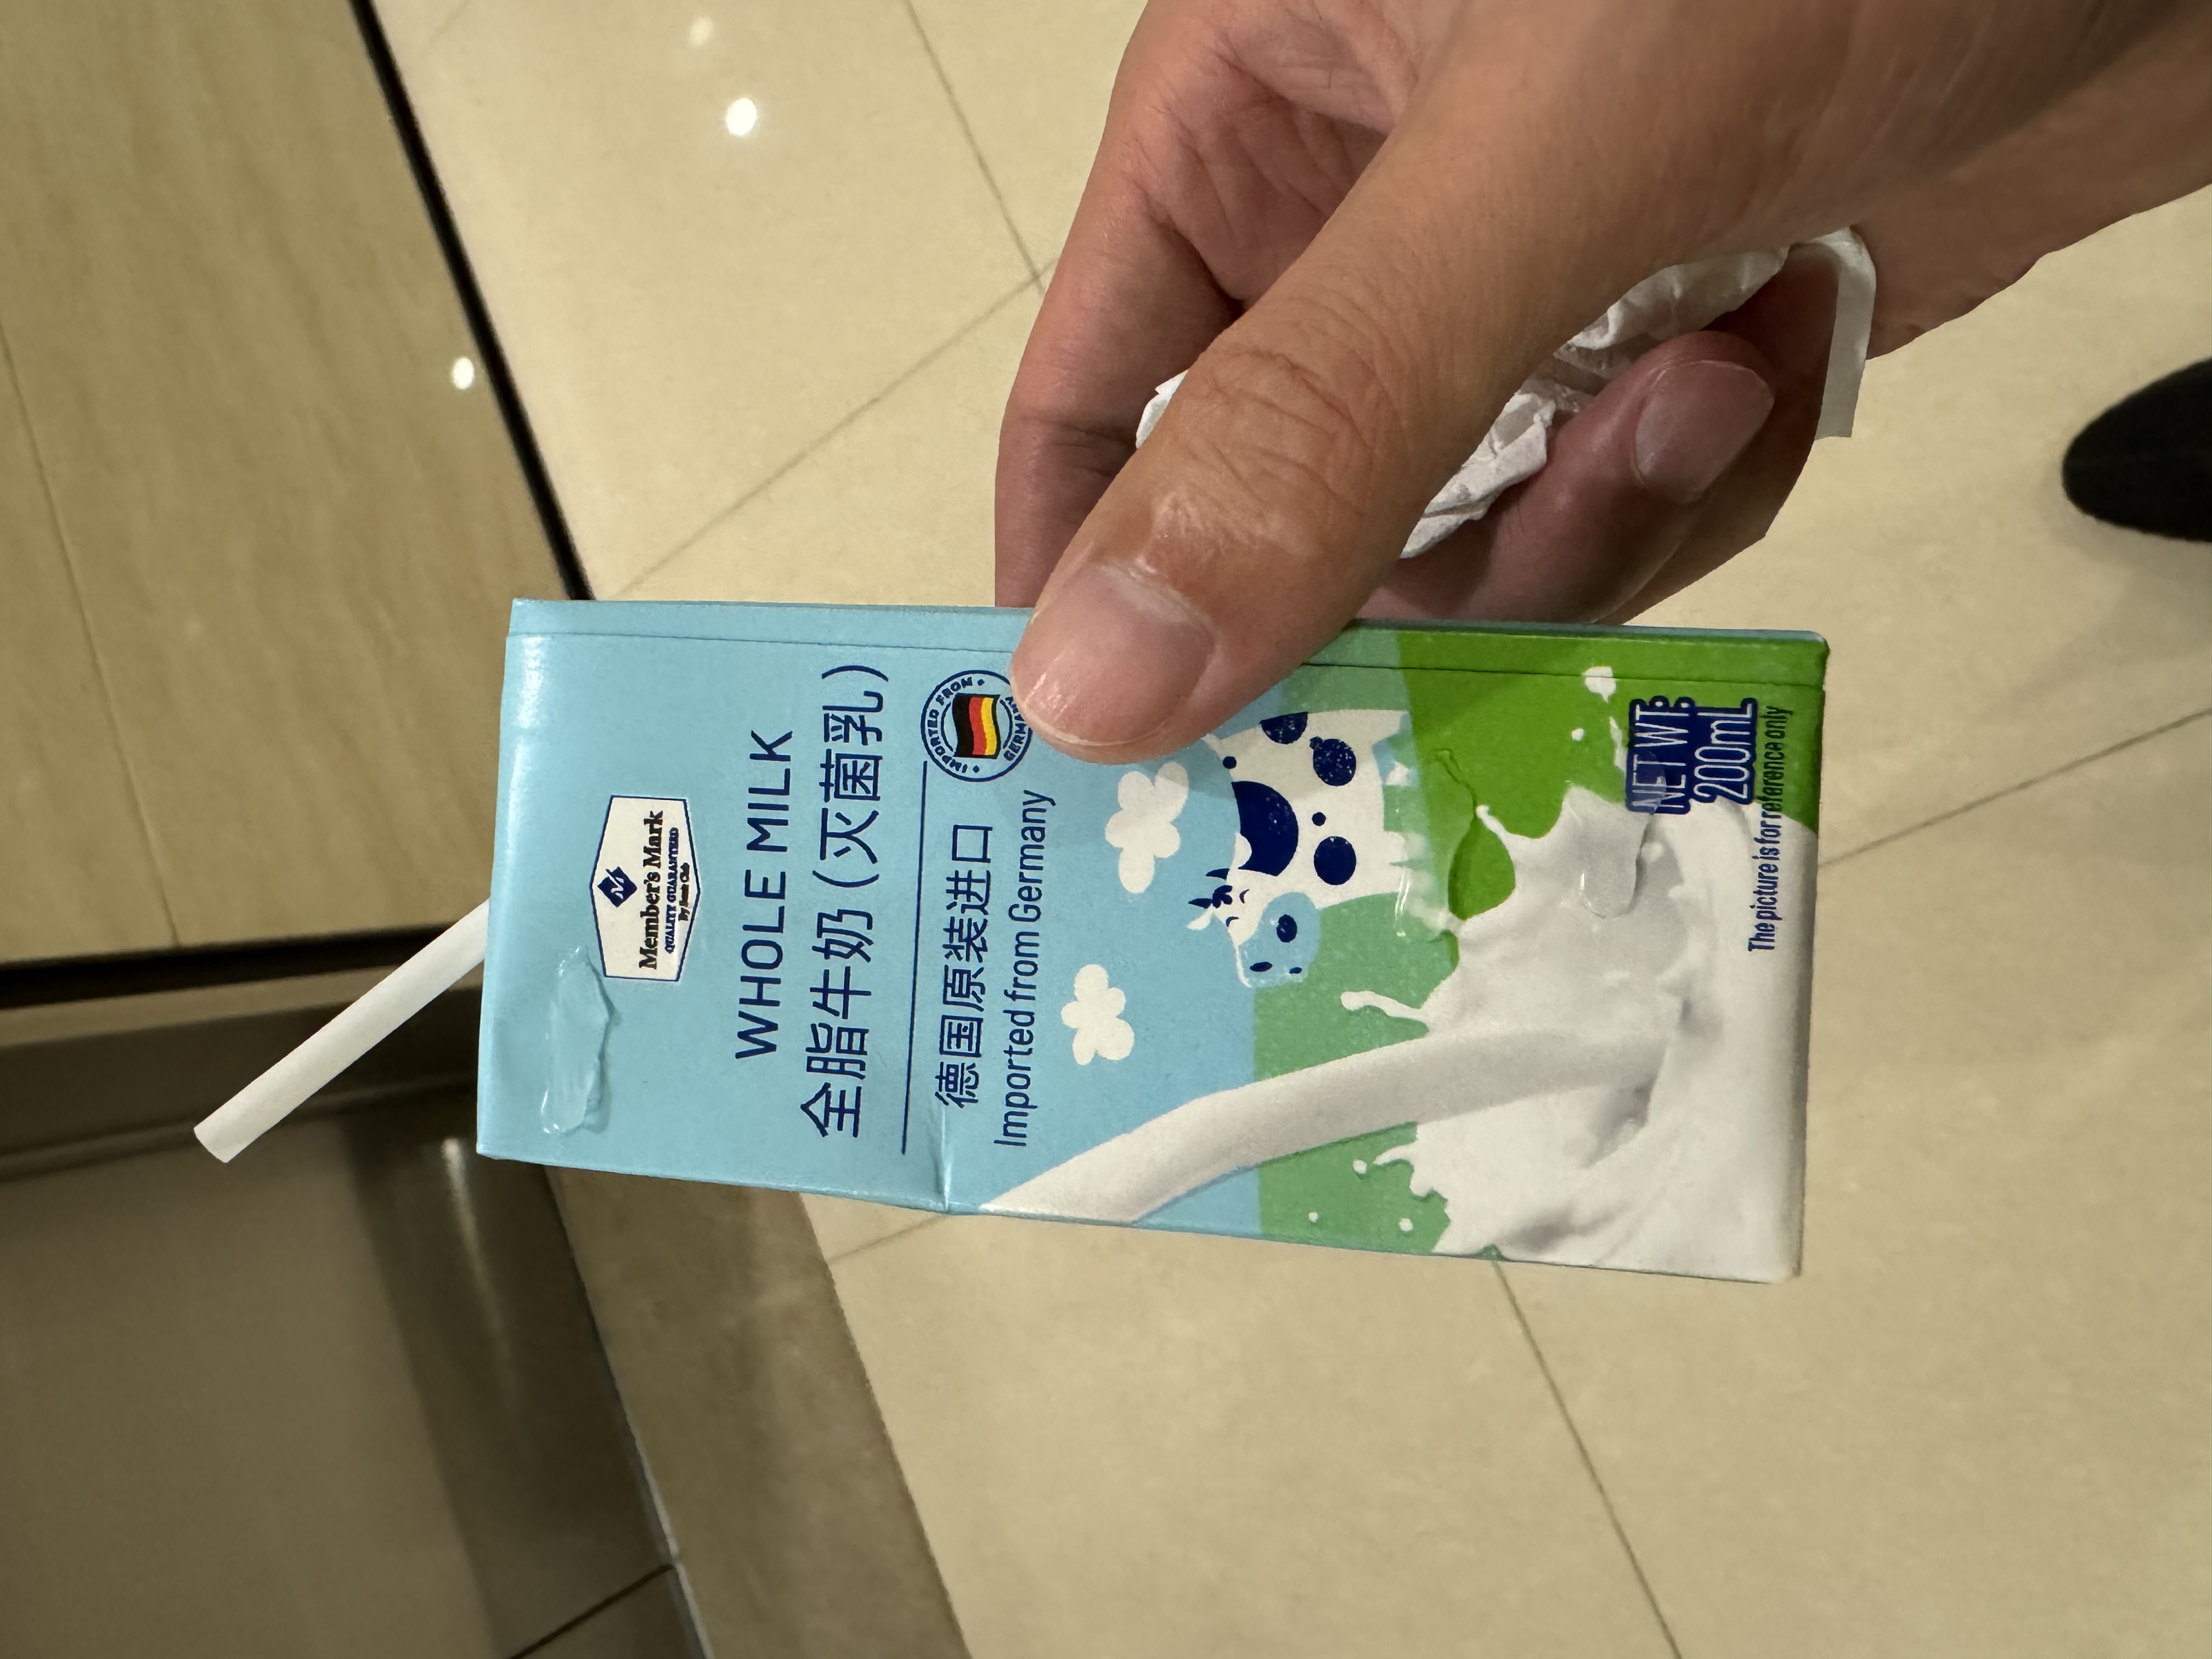 Member's Mark
QUALITY GUARANTEED
By Sam's Club
WHOLE MILK
全脂牛奶(灭菌乳)
德国原装进口
Imported from Germany
IMPORTED FROM
GERMANY
NET WT:
200mL
The picture is for reference only